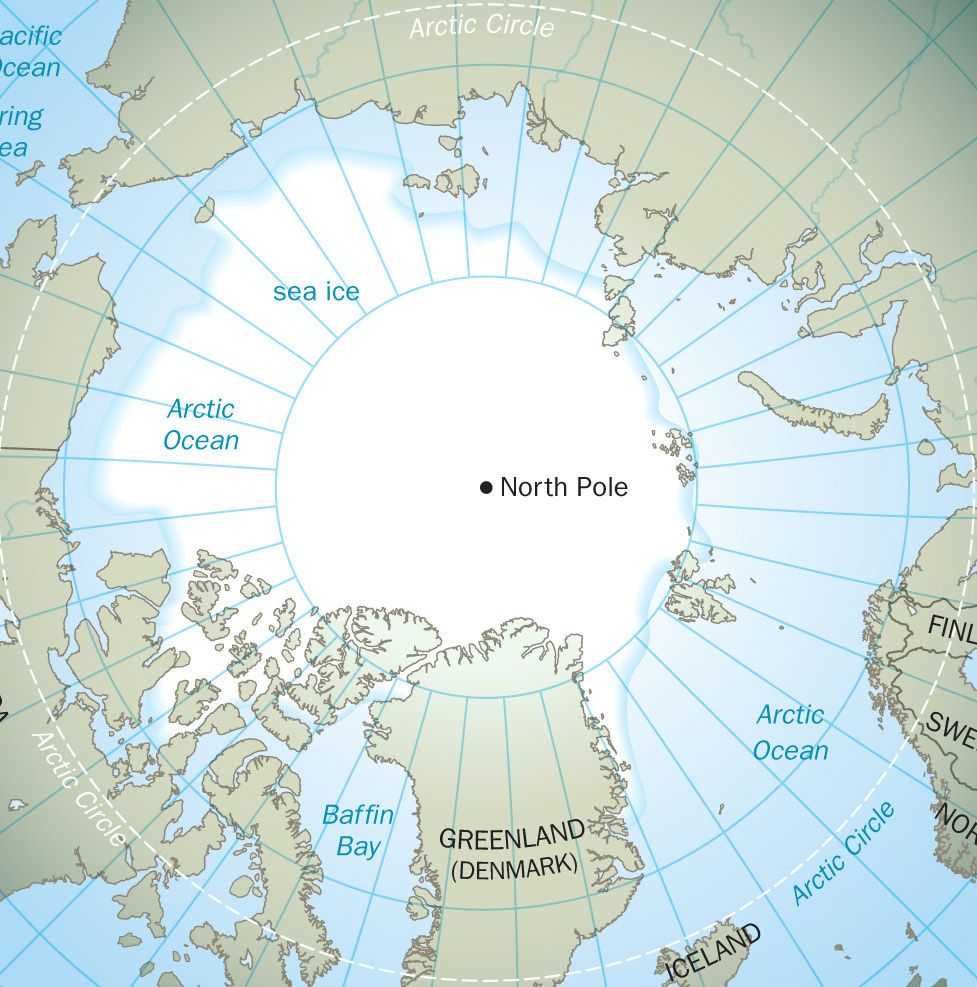 Arctic Circle
acific
Ocean
ring
ea
sea ice
Arctic
Ocean
North Pole
FINL
SWE
NOR
Arctic
Ocean
Arctic Circle
Arctic Circle
Baffin
Bay
GREENLAND
(DENMARK)
ICELAND